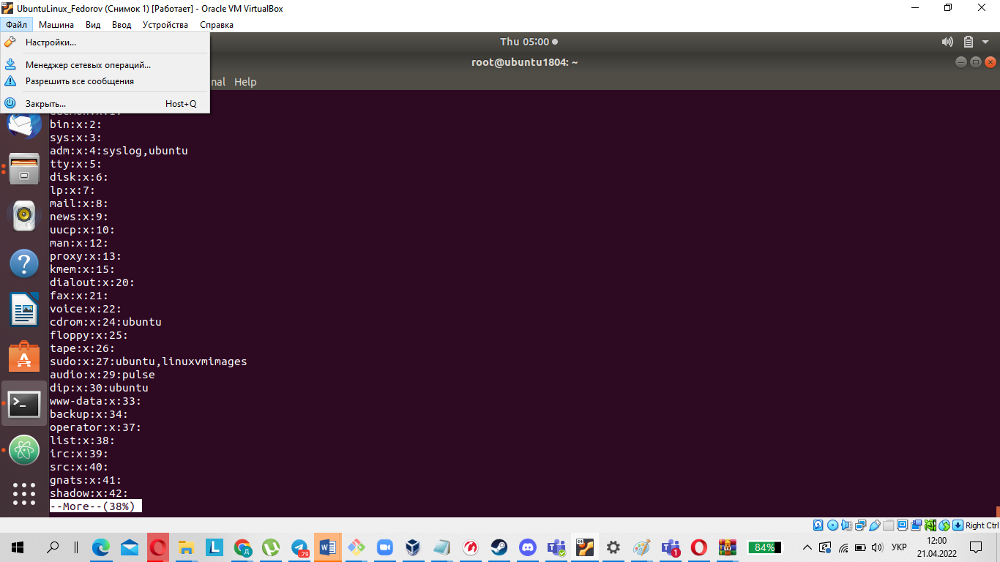 UbuntuLinux_Fedorov (Снимок 1) [Работает] - Oracle VM VirtualBox
Файл Машина Вид Ввод Устройства Справка
Настройки...
Менеджер сетевых операций...
Разрешить все сообщения
Закрыть... Host+Q
Thu 05:00
root@ubuntu1804: ~
nal Help
bin:x:2:
sys:x:3:
adm:x:4:syslog,ubuntu
tty:x:5:
disk:x:6:
lp:x:7:
mail:x:8:
news:x:9:
uucp:x:10:
man:x:12:
proxy:x:13:
kmem:x:15:
dialout:x:20:
fax:x:21:
voice:x:22:
cdrom:x:24:ubuntu
floppy:x:25:
tape:x:26:
sudo:x:27:ubuntu,linuxvmimages
audio:x:29:pulse
dip:x:30:ubuntu
www-data:x:33:
backup:x:34:
operator:x:37:
list:x:38:
irc:x:39:
src:x:40:
gnats:x:41:
shadow:x:42:
--More--(38%)
Right Ctrl
84%
УКР
12:00
21.04.2022